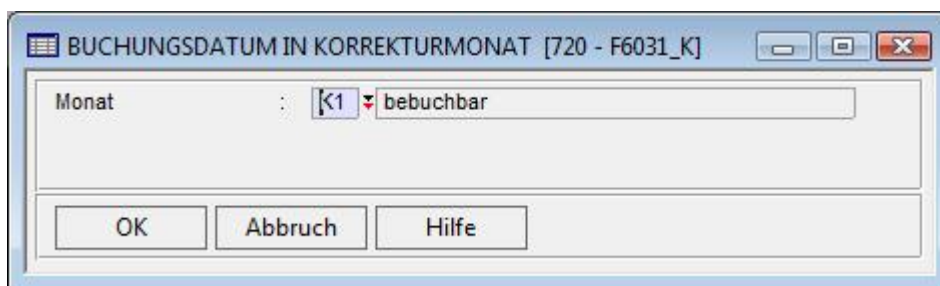 BUCHUNGSDATUM IN KORREKTURMONAT [720 - F6031_K]
Monat : K1 bebuchbar
OK Abbruch Hilfe